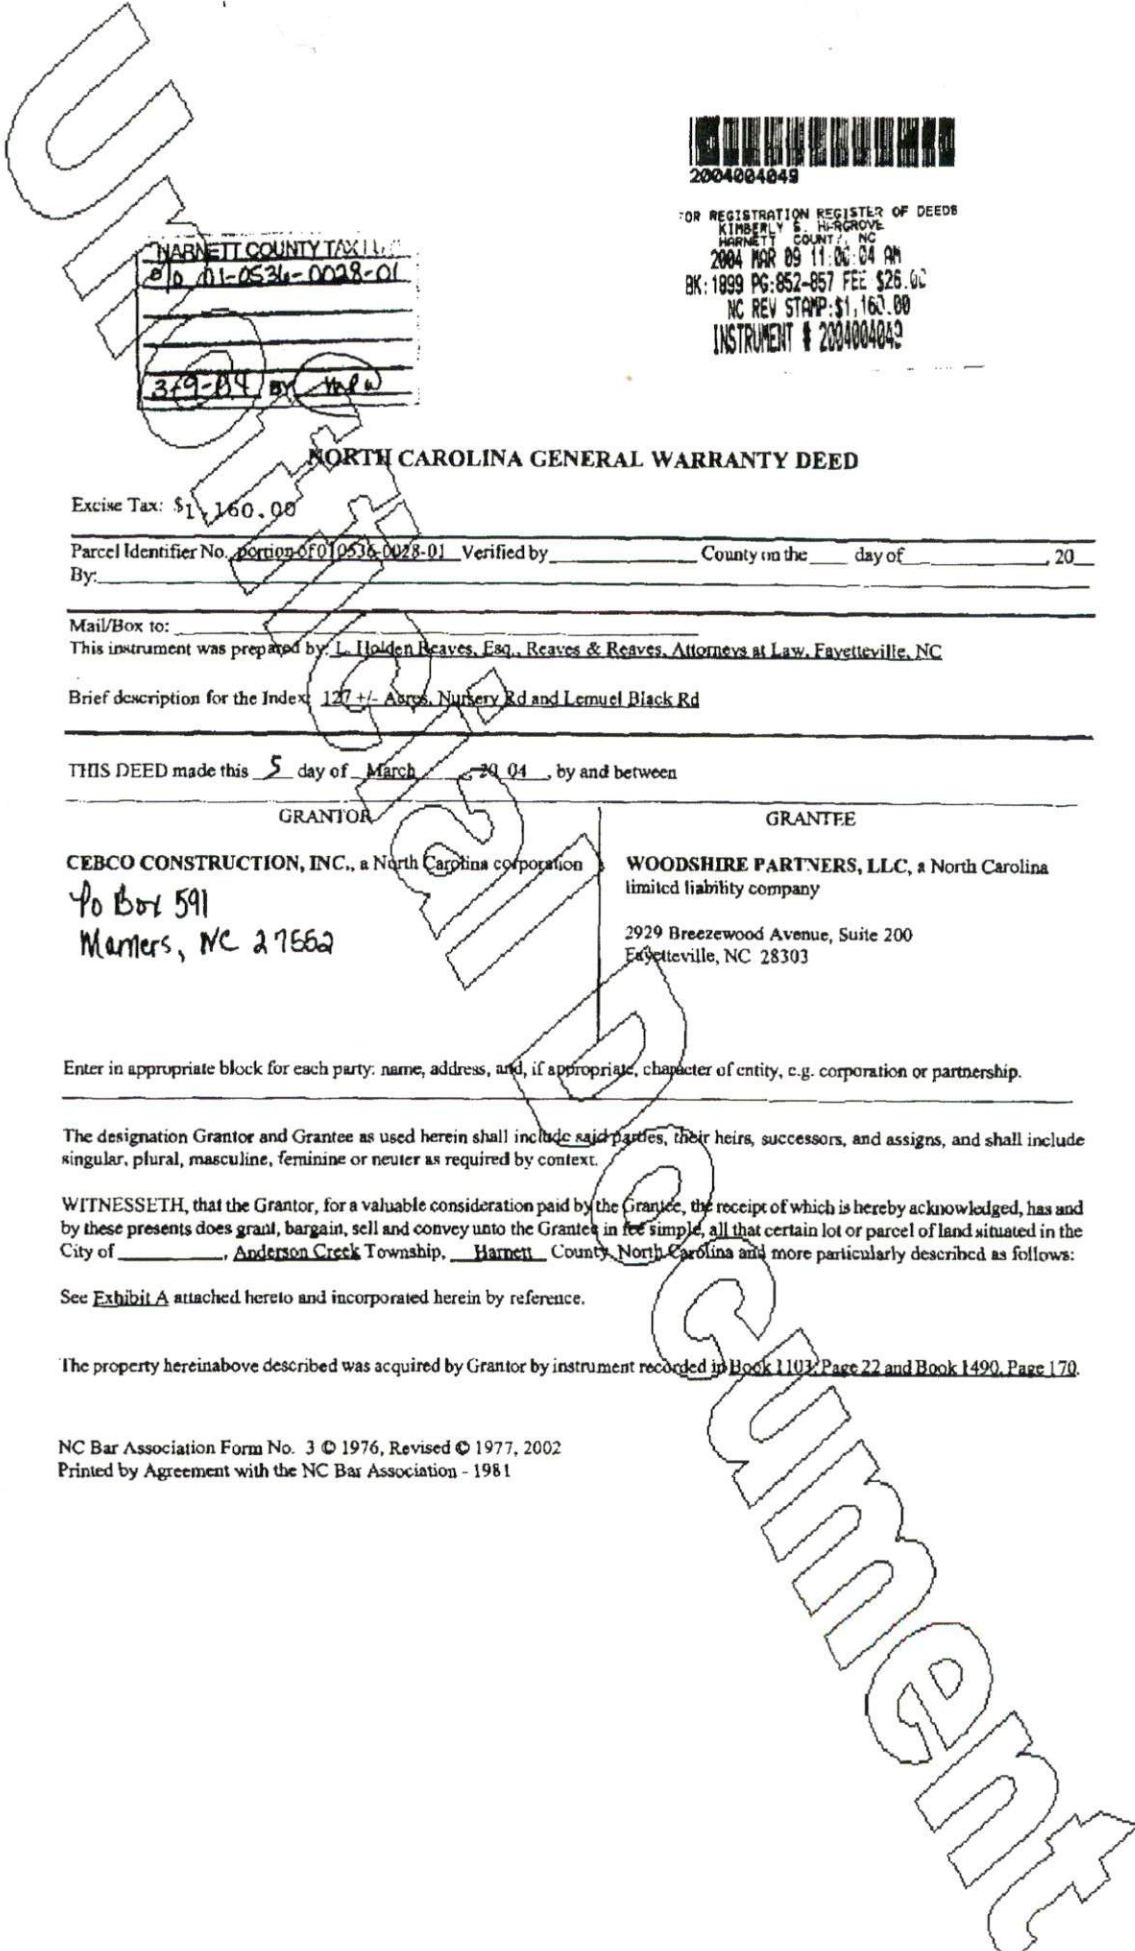 2004004049
FOR REGISTRATION REGISTER OF DEEDS
KIMBERLY S. HARGROVE
HARNETT COUNTY, NC
2004 MAR 09 11:06:04 AM
BK:1899 PG:852-857 FEE $26.00
NC REV STAMP:$1,160.00
INSTRUMENT # 2004004049
HARNETT COUNTY TAX I.D.
01-0536-0028-01
3-9-04 BY
NORTH CAROLINA GENERAL WARRANTY DEED
Excise Tax: $1,160.00
Parcel Identifier No. portion of 010536-0028-01 Verified by County on the day of , 20
By:
Mail/Box to:
This instrument was prepared by: L. Holden Reaves, Esq., Reaves & Reaves, Attorneys at Law, Fayetteville, NC
Brief description for the Index: 127 +/- Acres, Nursery Rd and Lemuel Black Rd
THIS DEED made this 5 day of March , 20 04 , by and between
GRANTOR
GRANTEE
CEBCO CONSTRUCTION, INC., a North Carolina corporation
PO Box 591
Mamers, NC 27552
WOODSHIRE PARTNERS, LLC, a North Carolina
limited liability company
2929 Breezewood Avenue, Suite 200
Fayetteville, NC 28303
Enter in appropriate block for each party: name, address, and, if appropriate, character of entity, e.g. corporation or partnership.
The designation Grantor and Grantee as used herein shall include said parties, their heirs, successors, and assigns, and shall include
singular, plural, masculine, feminine or neuter as required by context.
WITNESSETH, that the Grantor, for a valuable consideration paid by the Grantee, the receipt of which is hereby acknowledged, has and
by these presents does grant, bargain, sell and convey unto the Grantee in fee simple, all that certain lot or parcel of land situated in the
City of , Anderson Creek Township, Harnett County, North Carolina and more particularly described as follows:
See Exhibit A attached hereto and incorporated herein by reference.
The property hereinabove described was acquired by Grantor by instrument recorded in Book 1103, Page 22 and Book 1490, Page 170.
NC Bar Association Form No. 3 © 1976, Revised © 1977, 2002
Printed by Agreement with the NC Bar Association - 1981
Unofficial Document